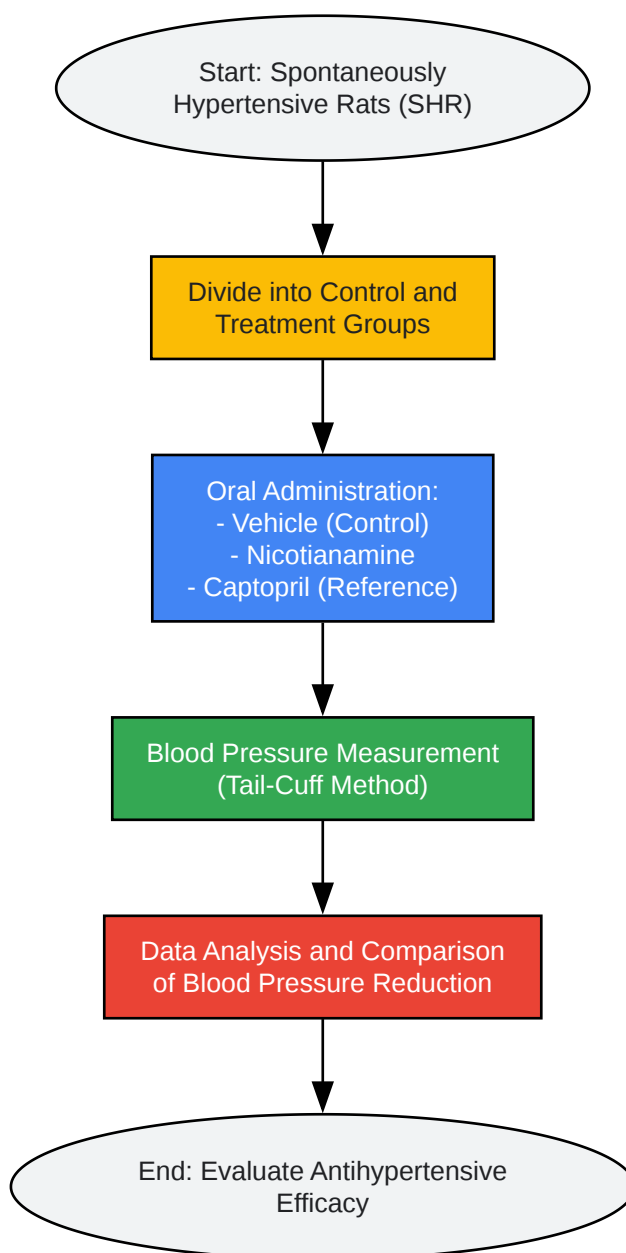 Start: Spontaneously
Hypertensive Rats (SHR)
Divide into Control and
Treatment Groups
Oral Administration:
- Vehicle (Control)
- Nicotianamine
- Captopril (Reference)
Blood Pressure Measurement
(Tail-Cuff Method)
Data Analysis and Comparison
of Blood Pressure Reduction
End: Evaluate Antihypertensive
Efficacy